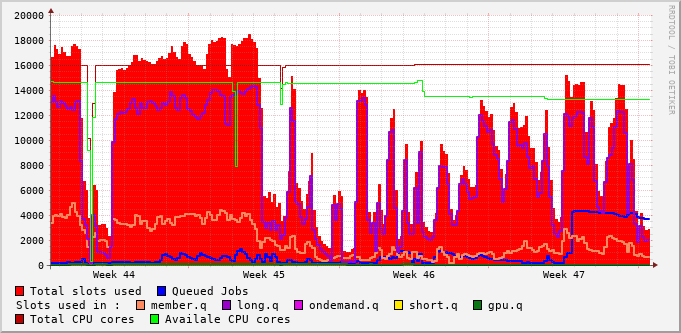 20000
18000
16000
14000
12000
10000
8000
6000
4000
2000
0
Week 44 Week 45 Week 46 Week 47
Total slots used Queued Jobs
Slots used in : member.q long.q ondemand.q short.q gpu.q
Total CPU cores Availale CPU cores
RRDTOOL / TOBI OETIKER